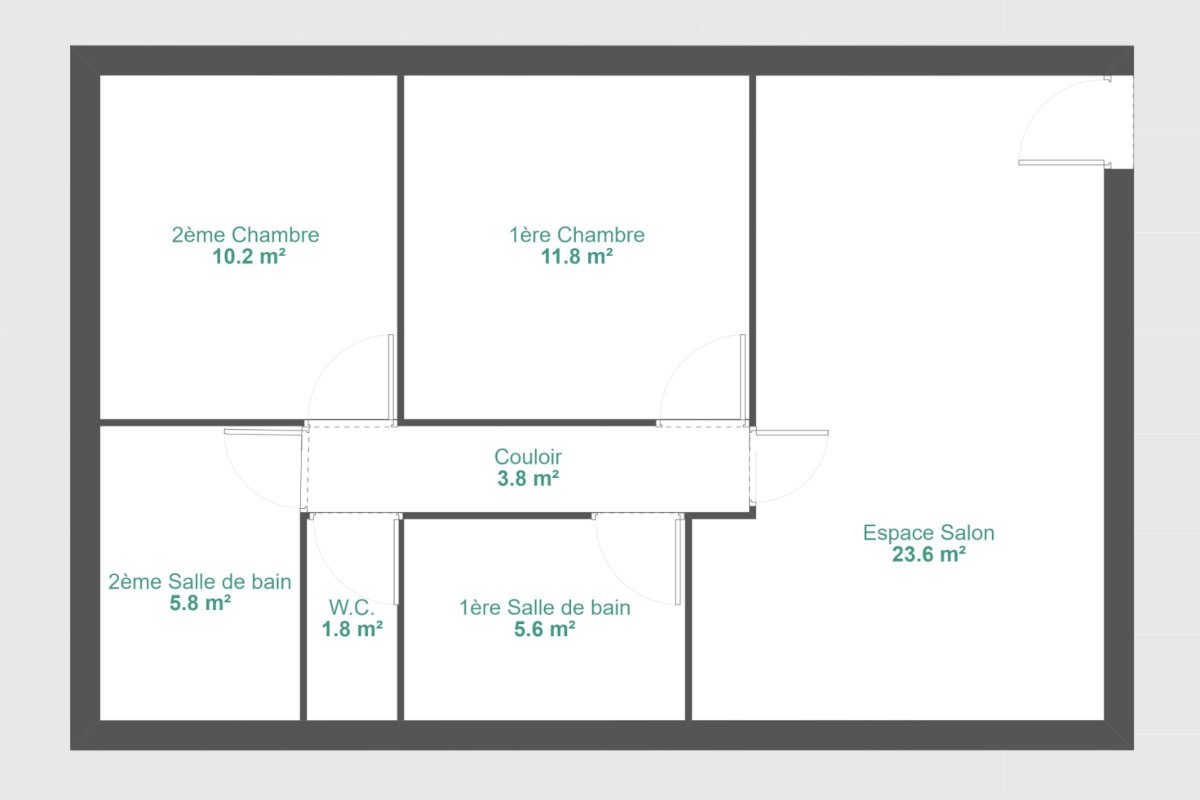 2ème Chambre
10.2 m²
1ère Chambre
11.8 m²
Couloir
3.8 m²
Espace Salon
23.6 m²
2ème Salle de bain
5.8 m²
W.C.
1.8 m²
1ère Salle de bain
5.6 m²